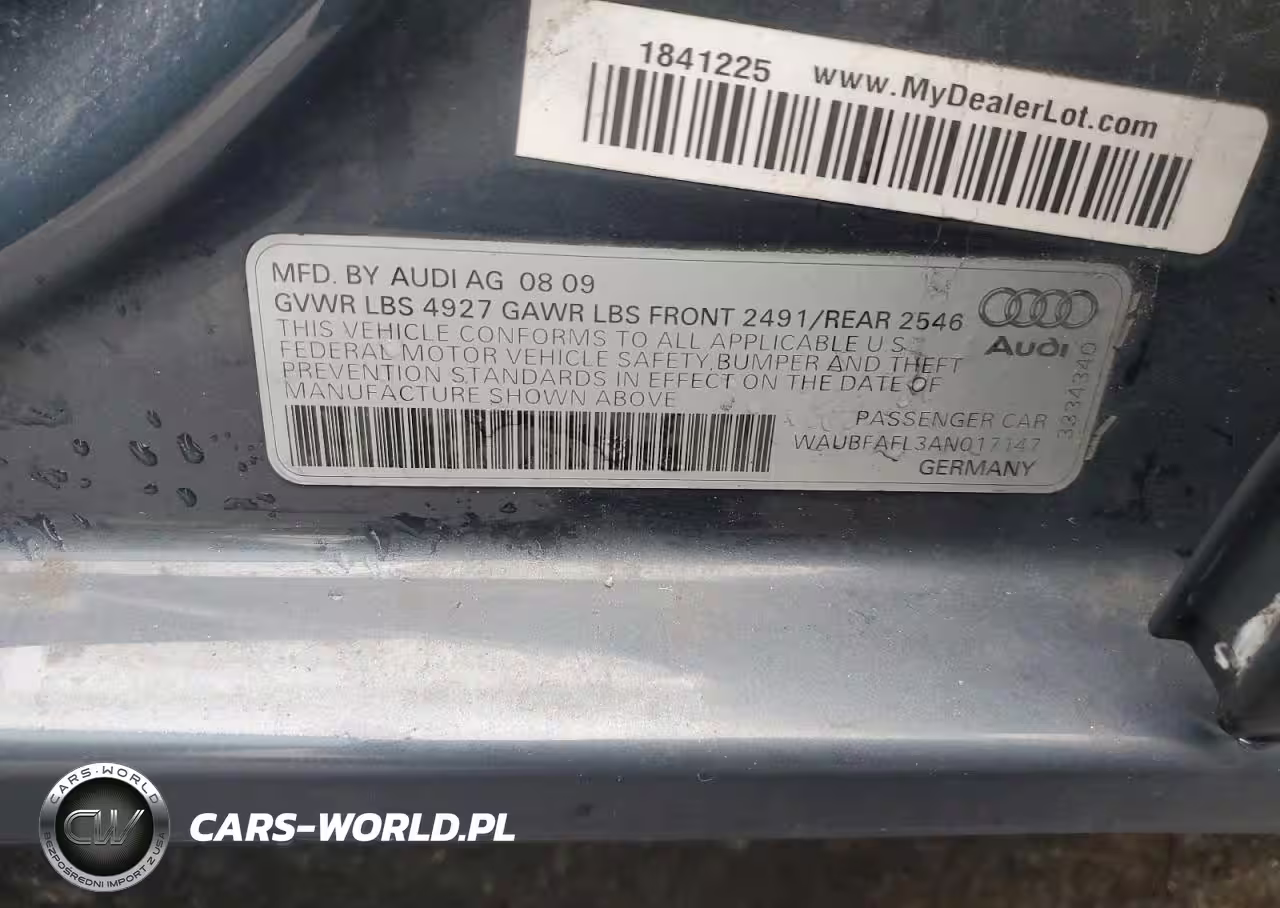 1841225 www.MyDealerLot.com
MFD. BY AUDI AG 08 09
GVWR LBS 4927 GAWR LBS FRONT 2491/REAR 2546
THIS VEHICLE CONFORMS TO ALL APPLICABLE U.S.
FEDERAL MOTOR VEHICLE SAFETY, BUMPER AND THEFT
PREVENTION STANDARDS IN EFFECT ON THE DATE OF
MANUFACTURE SHOWN ABOVE
Audi
3334340
PASSENGER CAR
WAUBFAFL3AN017147
GERMANY
CARS-WORLD
CW
BEZPOŚREDNI IMPORT Z USA
CARS-WORLD.PL